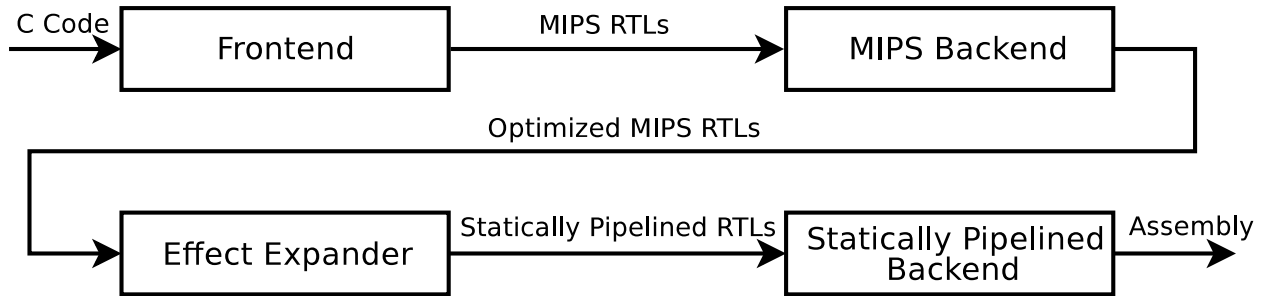 C Code
Frontend
MIPS RTLs
MIPS Backend
Optimized MIPS RTLs
Effect Expander
Statically Pipelined RTLs
Statically Pipelined
Backend
Assembly